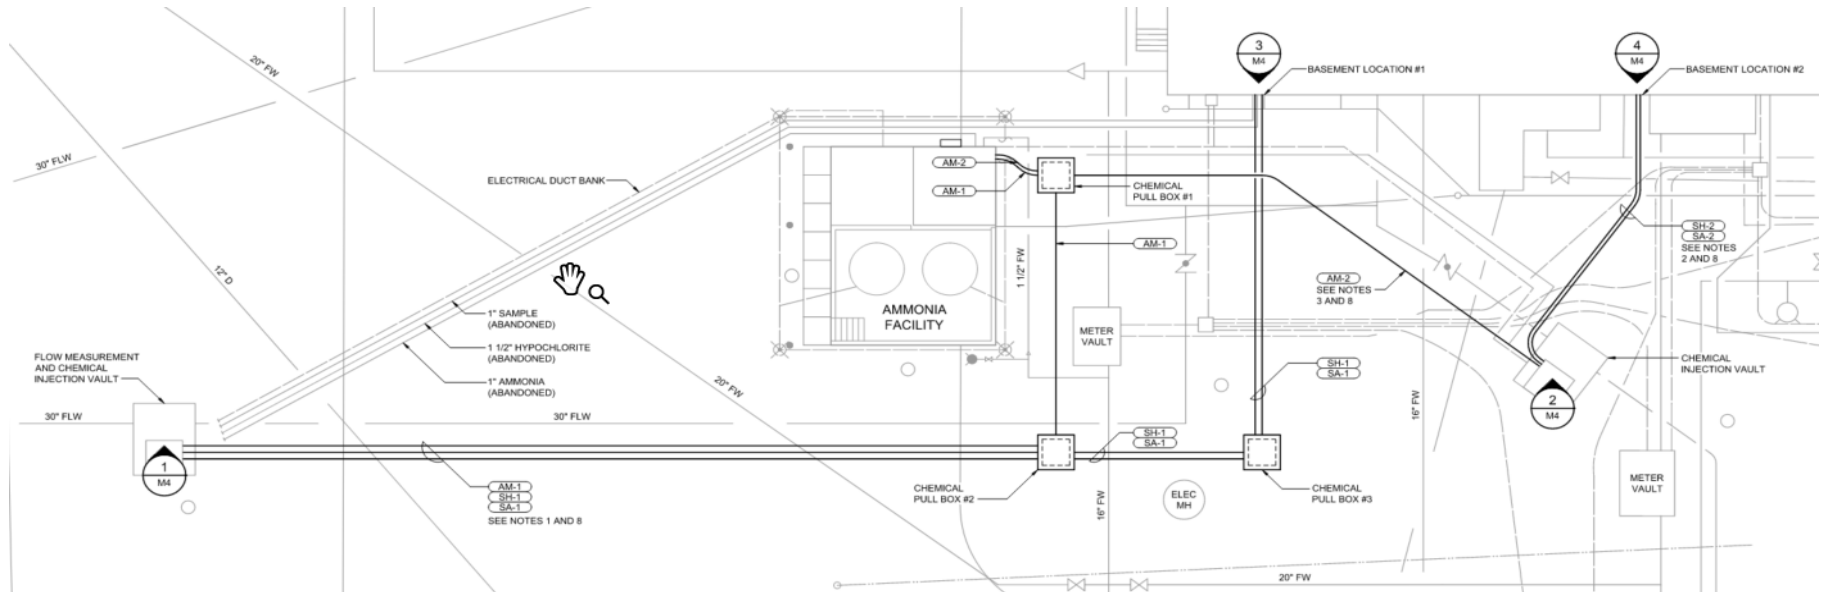 3
M4
BASEMENT LOCATION #1
4
M4
BASEMENT LOCATION #2
20" FW
30" FLW
ELECTRICAL DUCT BANK
AM-2
AM-1
CHEMICAL
PULL BOX #1
AM-1
1 1/2" FW
12" D
SH-2
SA-2
SEE NOTES
2 AND 8
AM-2
SEE NOTES
3 AND 8
AMMONIA
FACILITY
METER
VAULT
1" SAMPLE
(ABANDONED)
1 1/2" HYPOCHLORITE
(ABANDONED)
1" AMMONIA
(ABANDONED)
FLOW MEASUREMENT
AND CHEMICAL
INJECTION VAULT
20" FW
SH-1
SA-1
CHEMICAL
INJECTION VAULT
16" FW
2
M4
30" FLW
30" FLW
SH-1
SA-1
1
M4
AM-1
SH-1
SA-1
SEE NOTES 1 AND 8
CHEMICAL
PULL BOX #2
16" FW
ELEC
MH
CHEMICAL
PULL BOX #3
METER
VAULT
20" FW